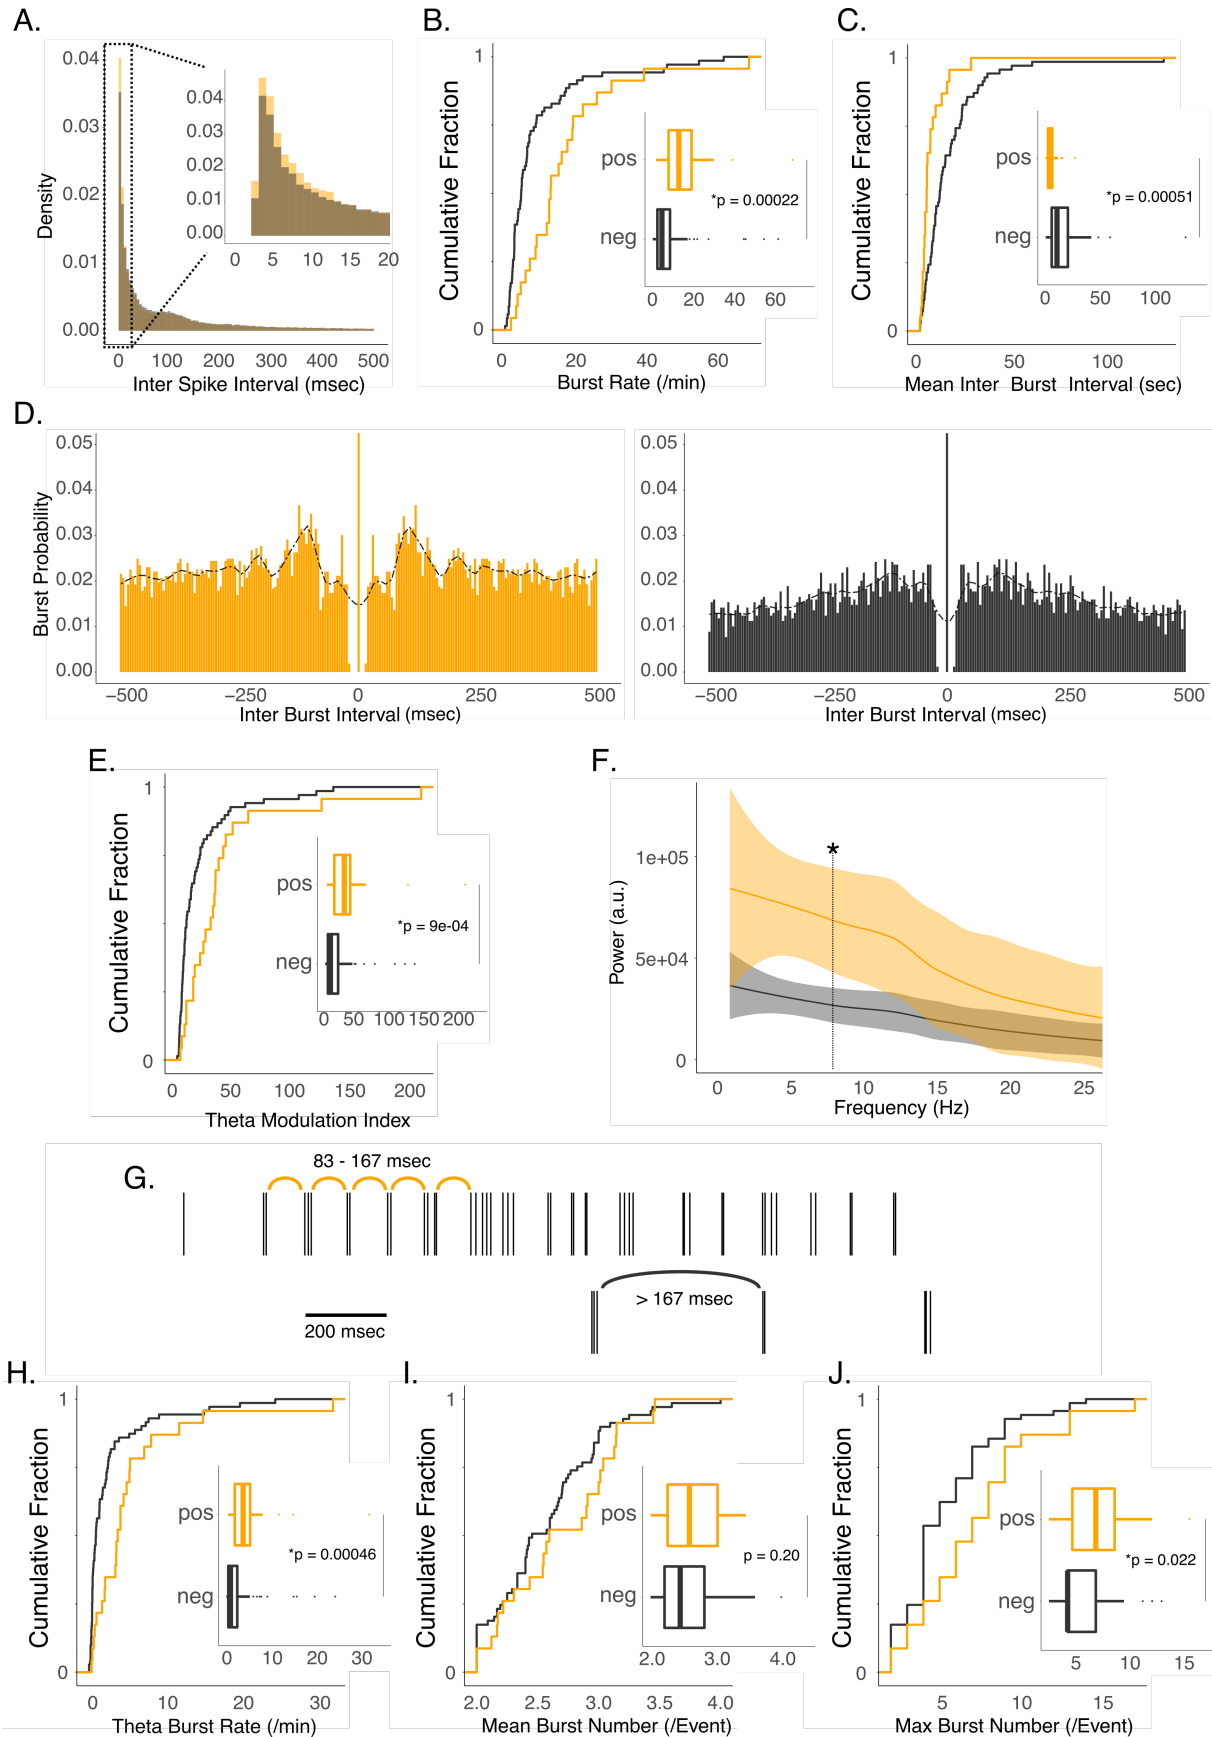 A.
0.04
0.03
0.02
0.01
0.00
Density
0 100 200 300 400 500
Inter Spike Interval (msec)
0.04
0.03
0.02
0.01
0.00
0 5 10 15 20
B.
1
0
Cumulative Fraction
0 20 40 60
Burst Rate (/min)
pos
neg
*p = 0.00022
0 20 40 60
C.
1
0
Cumulative Fraction
0 50 100
Mean Inter Burst Interval (sec)
pos
neg
*p = 0.00051
0 50 100
D.
0.05
0.04
0.03
0.02
0.01
0.00
Burst Probability
−500 −250 0 250 500
Inter Burst Interval (msec)
0.05
0.04
0.03
0.02
0.01
0.00
−500 −250 0 250 500
Inter Burst Interval (msec)
E.
1
0
Cumulative Fraction
0 50 100 150 200
Theta Modulation Index
pos
neg
*p = 9e-04
0 50 100 150 200
F.
1e+05
5e+04
0
Power (a.u.)
*
0 5 10 15 20 25
Frequency (Hz)
G.
83 - 167 msec
> 167 msec
200 msec
H.
1
0
Cumulative Fraction
0 10 20 30
Theta Burst Rate (/min)
pos
neg
*p = 0.00046
0 10 20 30
I.
1
0
Cumulative Fraction
2.0 2.5 3.0 3.5 4.0
Mean Burst Number (/Event)
pos
neg
p = 0.20
2.0 3.0 4.0
J.
1
0
Cumulative Fraction
5 10 15
Max Burst Number (/Event)
pos
neg
*p = 0.022
5 10 15